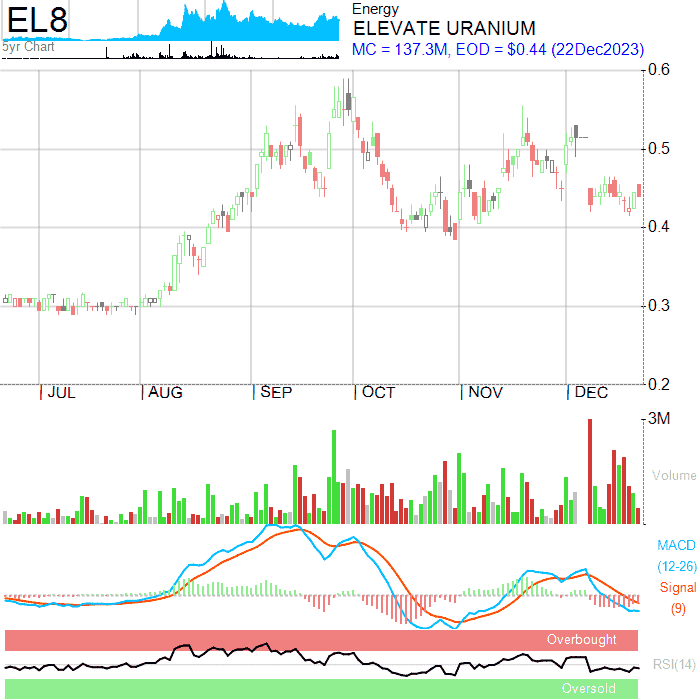 EL8
5yr Chart
Energy
ELEVATE URANIUM
MC = 137.3M, EOD = $0.44 (22Dec2023)
0.6
0.5
0.4
0.3
0.2
JUL AUG SEP OCT NOV DEC
3M
Volume
MACD
(12-26)
Signal
(9)
Overbought
RSI(14)
Oversold